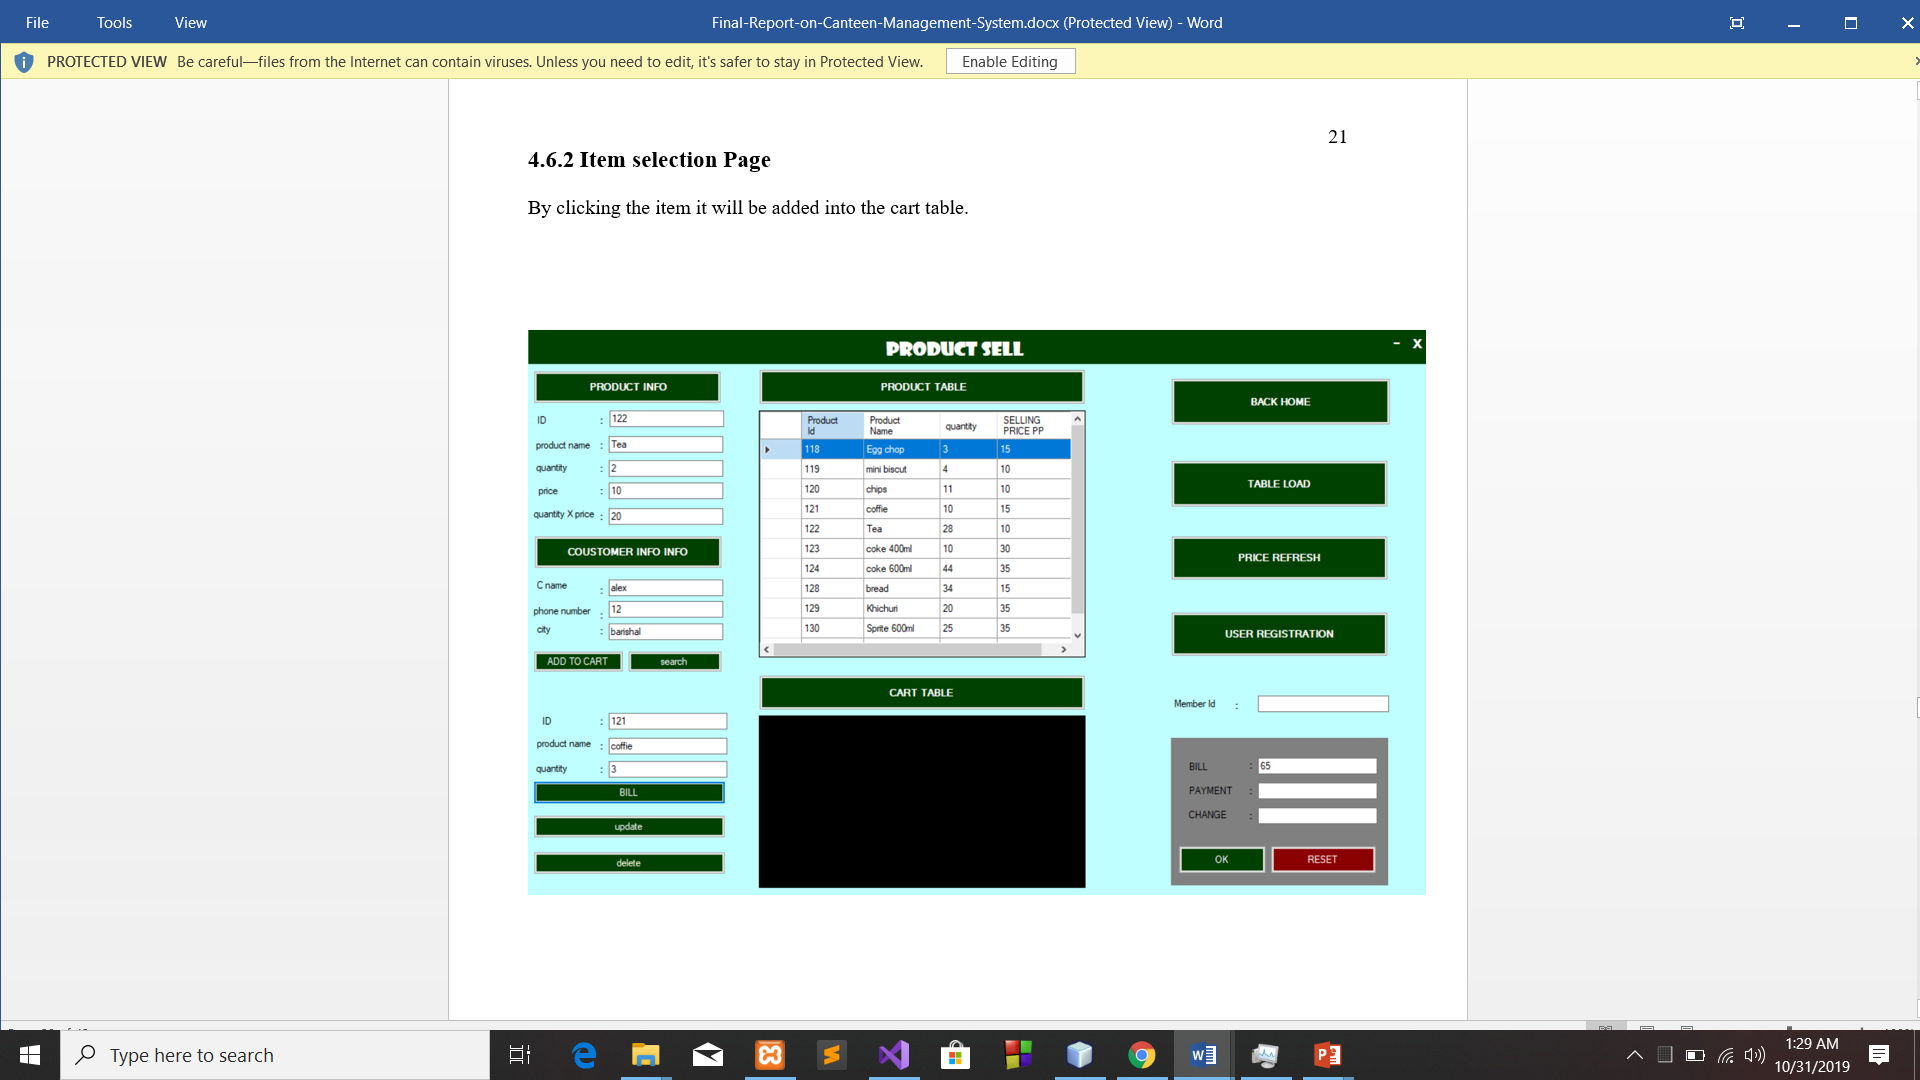 File Tools View Final-Report-on-Canteen-Management-System.docx (Protected View) - Word
PROTECTED VIEW Be careful—files from the Internet can contain viruses. Unless you need to edit, it's safer to stay in Protected View. Enable Editing
21
4.6.2 Item selection Page
By clicking the item it will be added into the cart table.
PRODUCT SELL - X
PRODUCT INFO
ID : 122
product name : Tea
quantity : 2
price : 10
quantity X price : 20
COUSTOMER INFO INFO
C name : alex
phone number : 12
city : barishal
ADD TO CART search
ID : 121
product name : coffie
quantity : 3
BILL
update
delete
PRODUCT TABLE
Product Id Product Name quantity SELLING PRICE PP
118 Egg chop 3 15
119 mini biscut 4 10
120 chips 11 10
121 coffie 10 15
122 Tea 28 10
123 coke 400ml 10 30
124 coke 600ml 44 35
128 bread 34 15
129 Khichuri 20 35
130 Sprite 600ml 25 35
CART TABLE
BACK HOME
TABLE LOAD
PRICE REFRESH
USER REGISTRATION
Member Id :
BILL : 65
PAYMENT :
CHANGE :
OK RESET
Type here to search
1:29 AM
10/31/2019